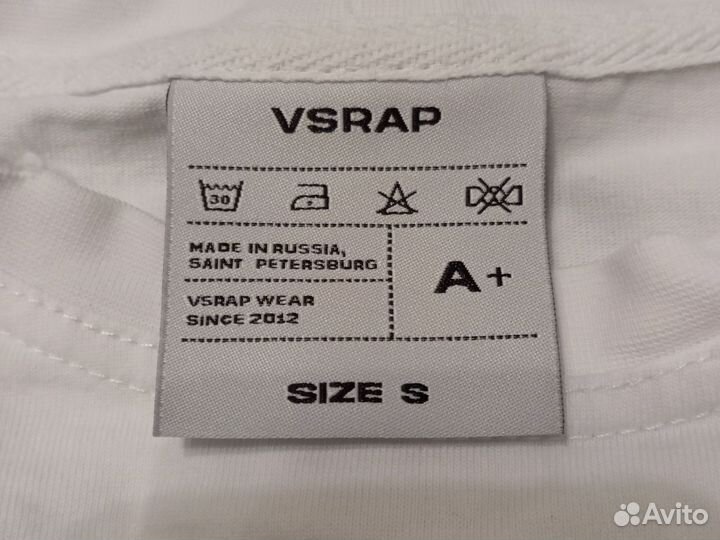 VSRAP
30
MADE IN RUSSIA,
SAINT PETERSBURG
VSRAP WEAR
SINCE 2012
A+
SIZE S
Avito